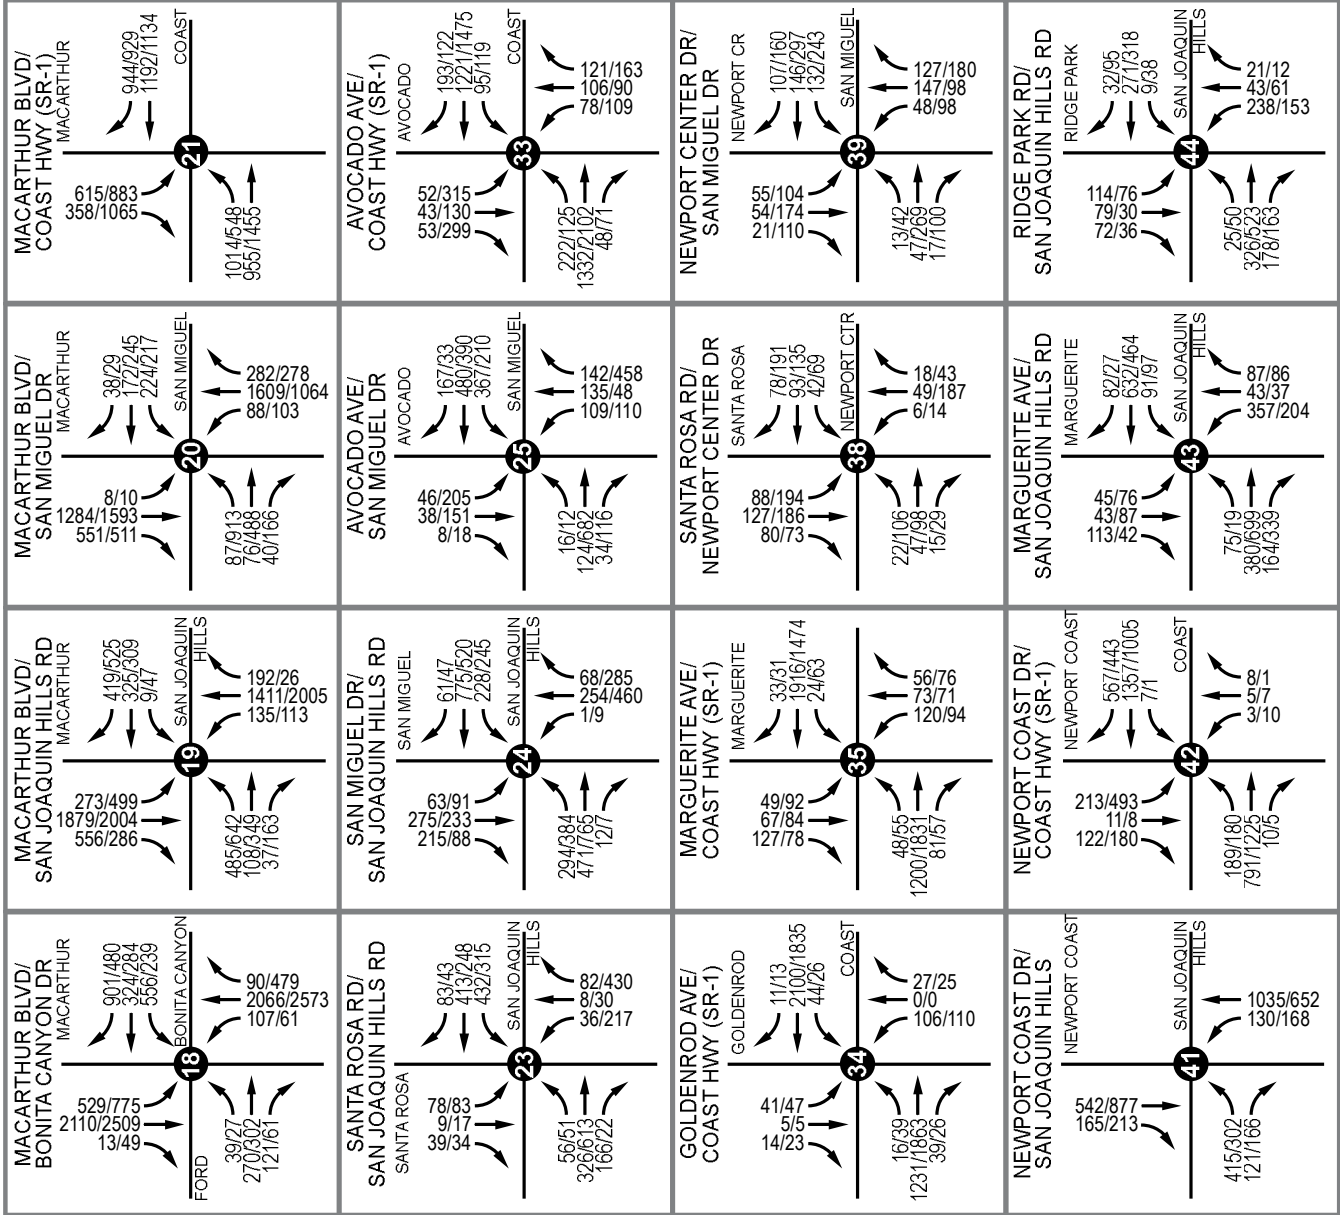 MACARTHUR BLVD/
COAST HWY (SR-1)
MACARTHUR
944/929
1192/1134
COAST
21
615/883
358/1065
1014/548
955/1455
AVOCADO AVE/
COAST HWY (SR-1)
AVOCADO
193/122
1221/1475
95/119
COAST
121/163
106/90
78/109
33
52/315
43/130
53/299
222/125
1332/2102
48/71
NEWPORT CENTER DR/
SAN MIGUEL DR
NEWPORT CR
107/160
146/297
132/243
SAN MIGUEL
127/180
147/98
48/98
39
55/104
54/174
21/110
13/42
47/269
17/100
RIDGE PARK RD/
SAN JOAQUIN HILLS RD
RIDGE PARK
32/95
271/318
9/38
SAN JOAQUIN
HILLS
21/12
43/61
238/153
44
114/76
79/30
72/36
25/50
326/523
178/163
MACARTHUR BLVD/
SAN MIGUEL DR
MACARTHUR
38/29
172/245
224/217
SAN MIGUEL
282/278
1609/1064
88/103
20
8/10
1284/1593
551/511
87/913
76/488
40/166
AVOCADO AVE/
SAN MIGUEL DR
AVOCADO
167/33
480/390
367/210
SAN MIGUEL
142/458
135/48
109/110
25
46/205
38/151
8/18
16/12
124/682
34/116
SANTA ROSA RD/
NEWPORT CENTER DR
SANTA ROSA
78/191
93/135
42/69
NEWPORT CTR
18/43
49/187
6/14
38
88/194
127/186
80/73
22/106
47/98
15/29
MARGUERITE AVE/
SAN JOAQUIN HILLS RD
MARGUERITE
82/27
632/464
91/97
SAN JOAQUIN
HILLS
87/86
43/37
357/204
43
45/76
43/87
113/42
75/19
380/699
164/339
MACARTHUR BLVD/
SAN JOAQUIN HILLS RD
MACARTHUR
419/525
325/309
9/47
SAN JOAQUIN
HILLS
192/26
1411/2005
135/113
19
273/499
1879/2004
556/286
485/642
108/349
37/163
SAN MIGUEL DR/
SAN JOAQUIN HILLS RD
SAN MIGUEL
61/47
775/520
228/245
SAN JOAQUIN
HILLS
68/285
254/460
1/9
24
63/91
275/233
215/88
294/384
471/765
12/7
MARGUERITE AVE/
COAST HWY (SR-1)
MARGUERITE
33/31
1916/1474
24/63
56/76
73/71
120/94
35
49/92
67/84
127/78
48/55
1200/1831
81/57
NEWPORT COAST DR/
COAST HWY (SR-1)
NEWPORT COAST
567/443
1357/1005
7/1
COAST
8/1
5/7
3/10
42
213/493
11/8
122/180
189/180
791/1225
10/5
MACARTHUR BLVD/
BONITA CANYON DR
MACARTHUR
901/480
324/284
556/239
BONITA CANYON
90/479
2066/2573
107/61
18
529/775
2110/2509
13/49
FORD
39/27
270/302
121/61
SANTA ROSA RD/
SAN JOAQUIN HILLS RD
SANTA ROSA
83/43
413/248
432/315
SAN JOAQUIN
HILLS
82/430
8/30
36/217
23
78/83
9/17
39/34
56/51
326/613
166/22
GOLDENROD AVE/
COAST HWY (SR-1)
GOLDENROD
11/13
2100/1835
44/26
COAST
27/25
0/0
106/110
34
41/47
5/5
14/23
16/39
1231/1863
39/26
NEWPORT COAST DR/
SAN JOAQUIN HILLS
NEWPORT COAST
SAN JOAQUIN
HILLS
1035/652
130/168
41
542/877
165/213
415/302
121/166